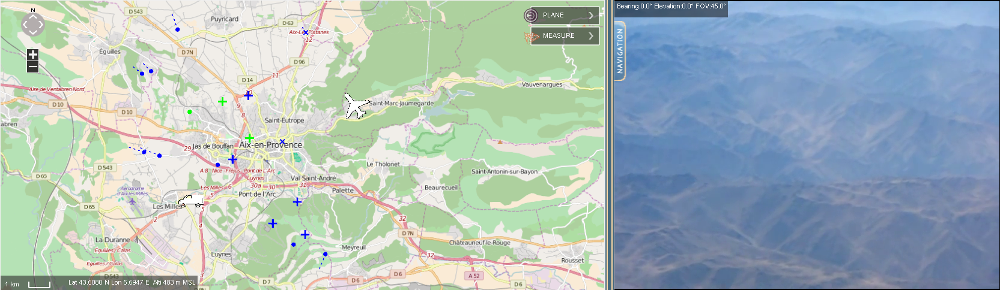 N
D543
Puyricard
D63
PLANE
Bearing:0.0° Elevation:0.0° FOV:45.0°
Aix-Les Platanes
12
MEASURE
NAVIGATION
Éguilles
D7N
D96
11
D14
Vauvenargues
Aire de Ventabren Nord
D10
D10
9
8
Saint-Marc-Jaumegarde
Saint-Eutrope
29
Jas de Bouffan
Aix-en-Provence
D543
Le Tholonet
A 8 · Nice - Fréjus
Pont de L'Arc
Luynes
Saint-Antonin-sur-Bayon
D65
Val Saint-André
Aérodrome
d'Aix-les-Milles
Les Milles
6
30a
30
31
Palette
Beaurecueil
5
Pont de l'Arc
D65
Les Milles
5
2
4
32
D7N
La Duranne
Éguilles / Calas
Éguilles / Calas
Luynes
Meyreuil
Châteauneuf-le-Rouge
32
Rousset
D543
3
D7
D6
D6
A 52
D6
1 km
Lat 43.5080 N Lon 5.5947 E Alti 483 m MSL